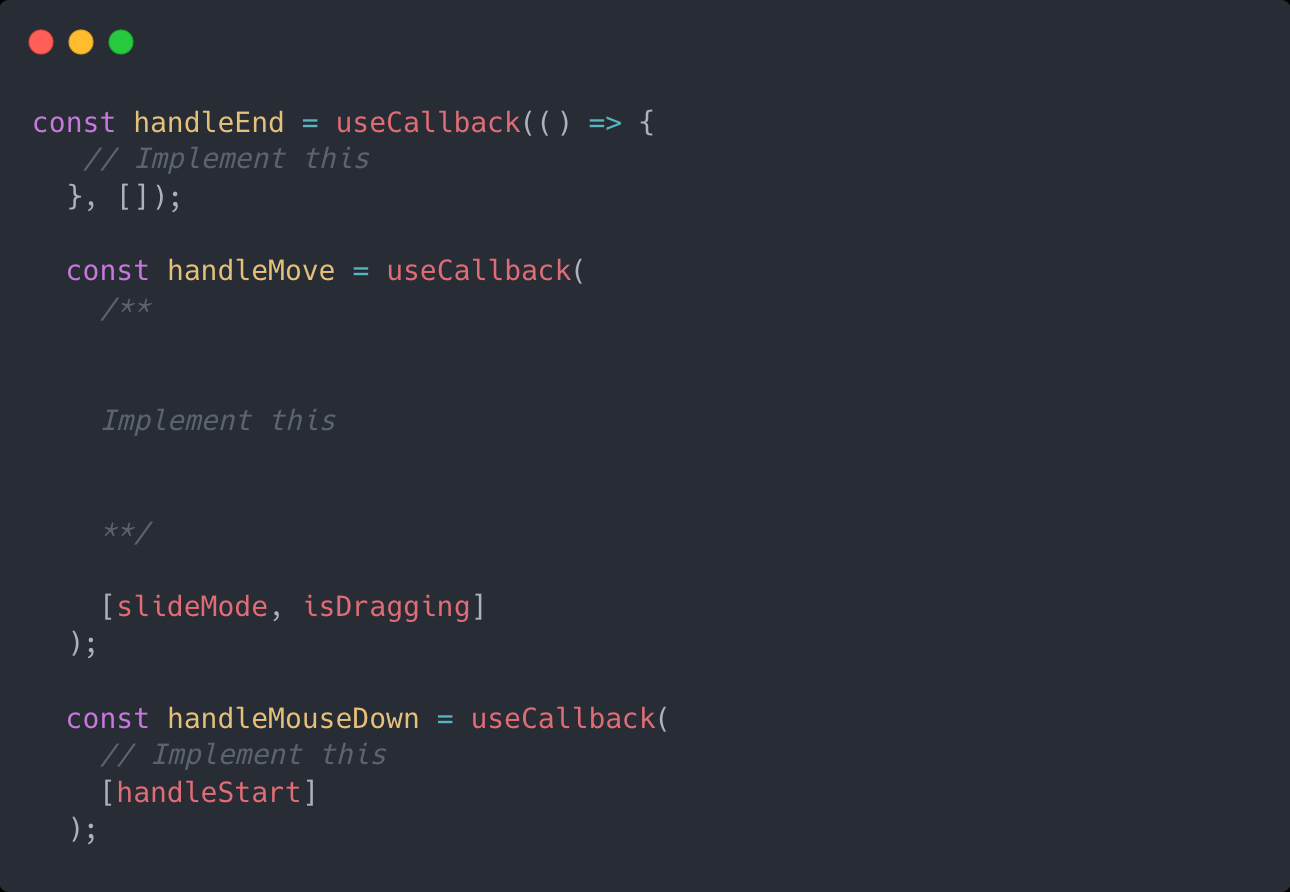 const handleEnd = useCallback(() => {
   // Implement this
  }, []);

  const handleMove = useCallback(
    /**


    Implement this


    **/

    [slideMode, isDragging]
  );

  const handleMouseDown = useCallback(
    // Implement this
    [handleStart]
  );